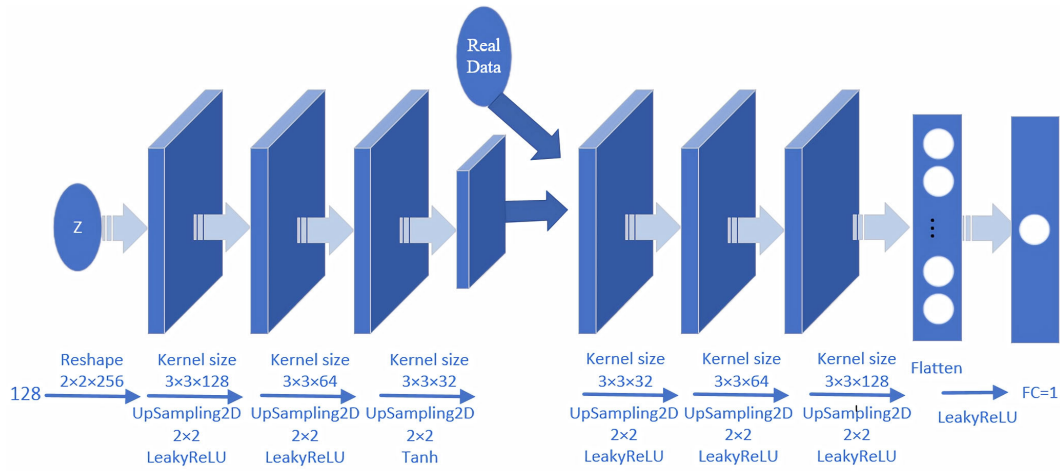 Real
Data
Z
128
Reshape
2×2×256
Kernel size
3×3×128
UpSampling2D
2×2
LeakyReLU
Kernel size
3×3×64
UpSampling2D
2×2
LeakyReLU
Kernel size
3×3×32
UpSampling2D
2×2
Tanh
Kernel size
3×3×32
UpSampling2D
2×2
LeakyReLU
Kernel size
3×3×64
UpSampling2D
2×2
LeakyReLU
Kernel size
3×3×128
UpSampling2D
2×2
LeakyReLU
Flatten
LeakyReLU
FC=1